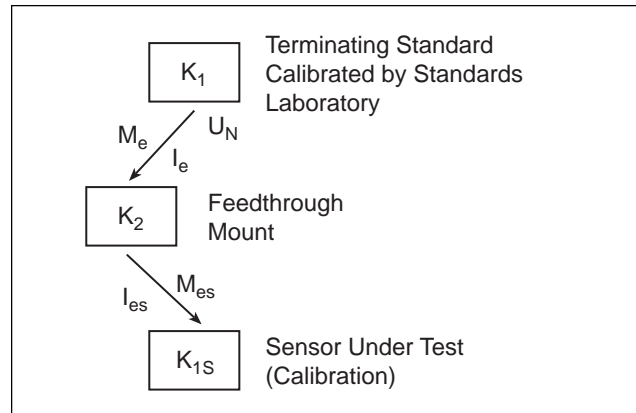 Terminating Standard
Calibrated by Standards
Laboratory
K1
Me
UN
Ie
K2
Feedthrough
Mount
Mes
Ies
K1S
Sensor Under Test
(Calibration)